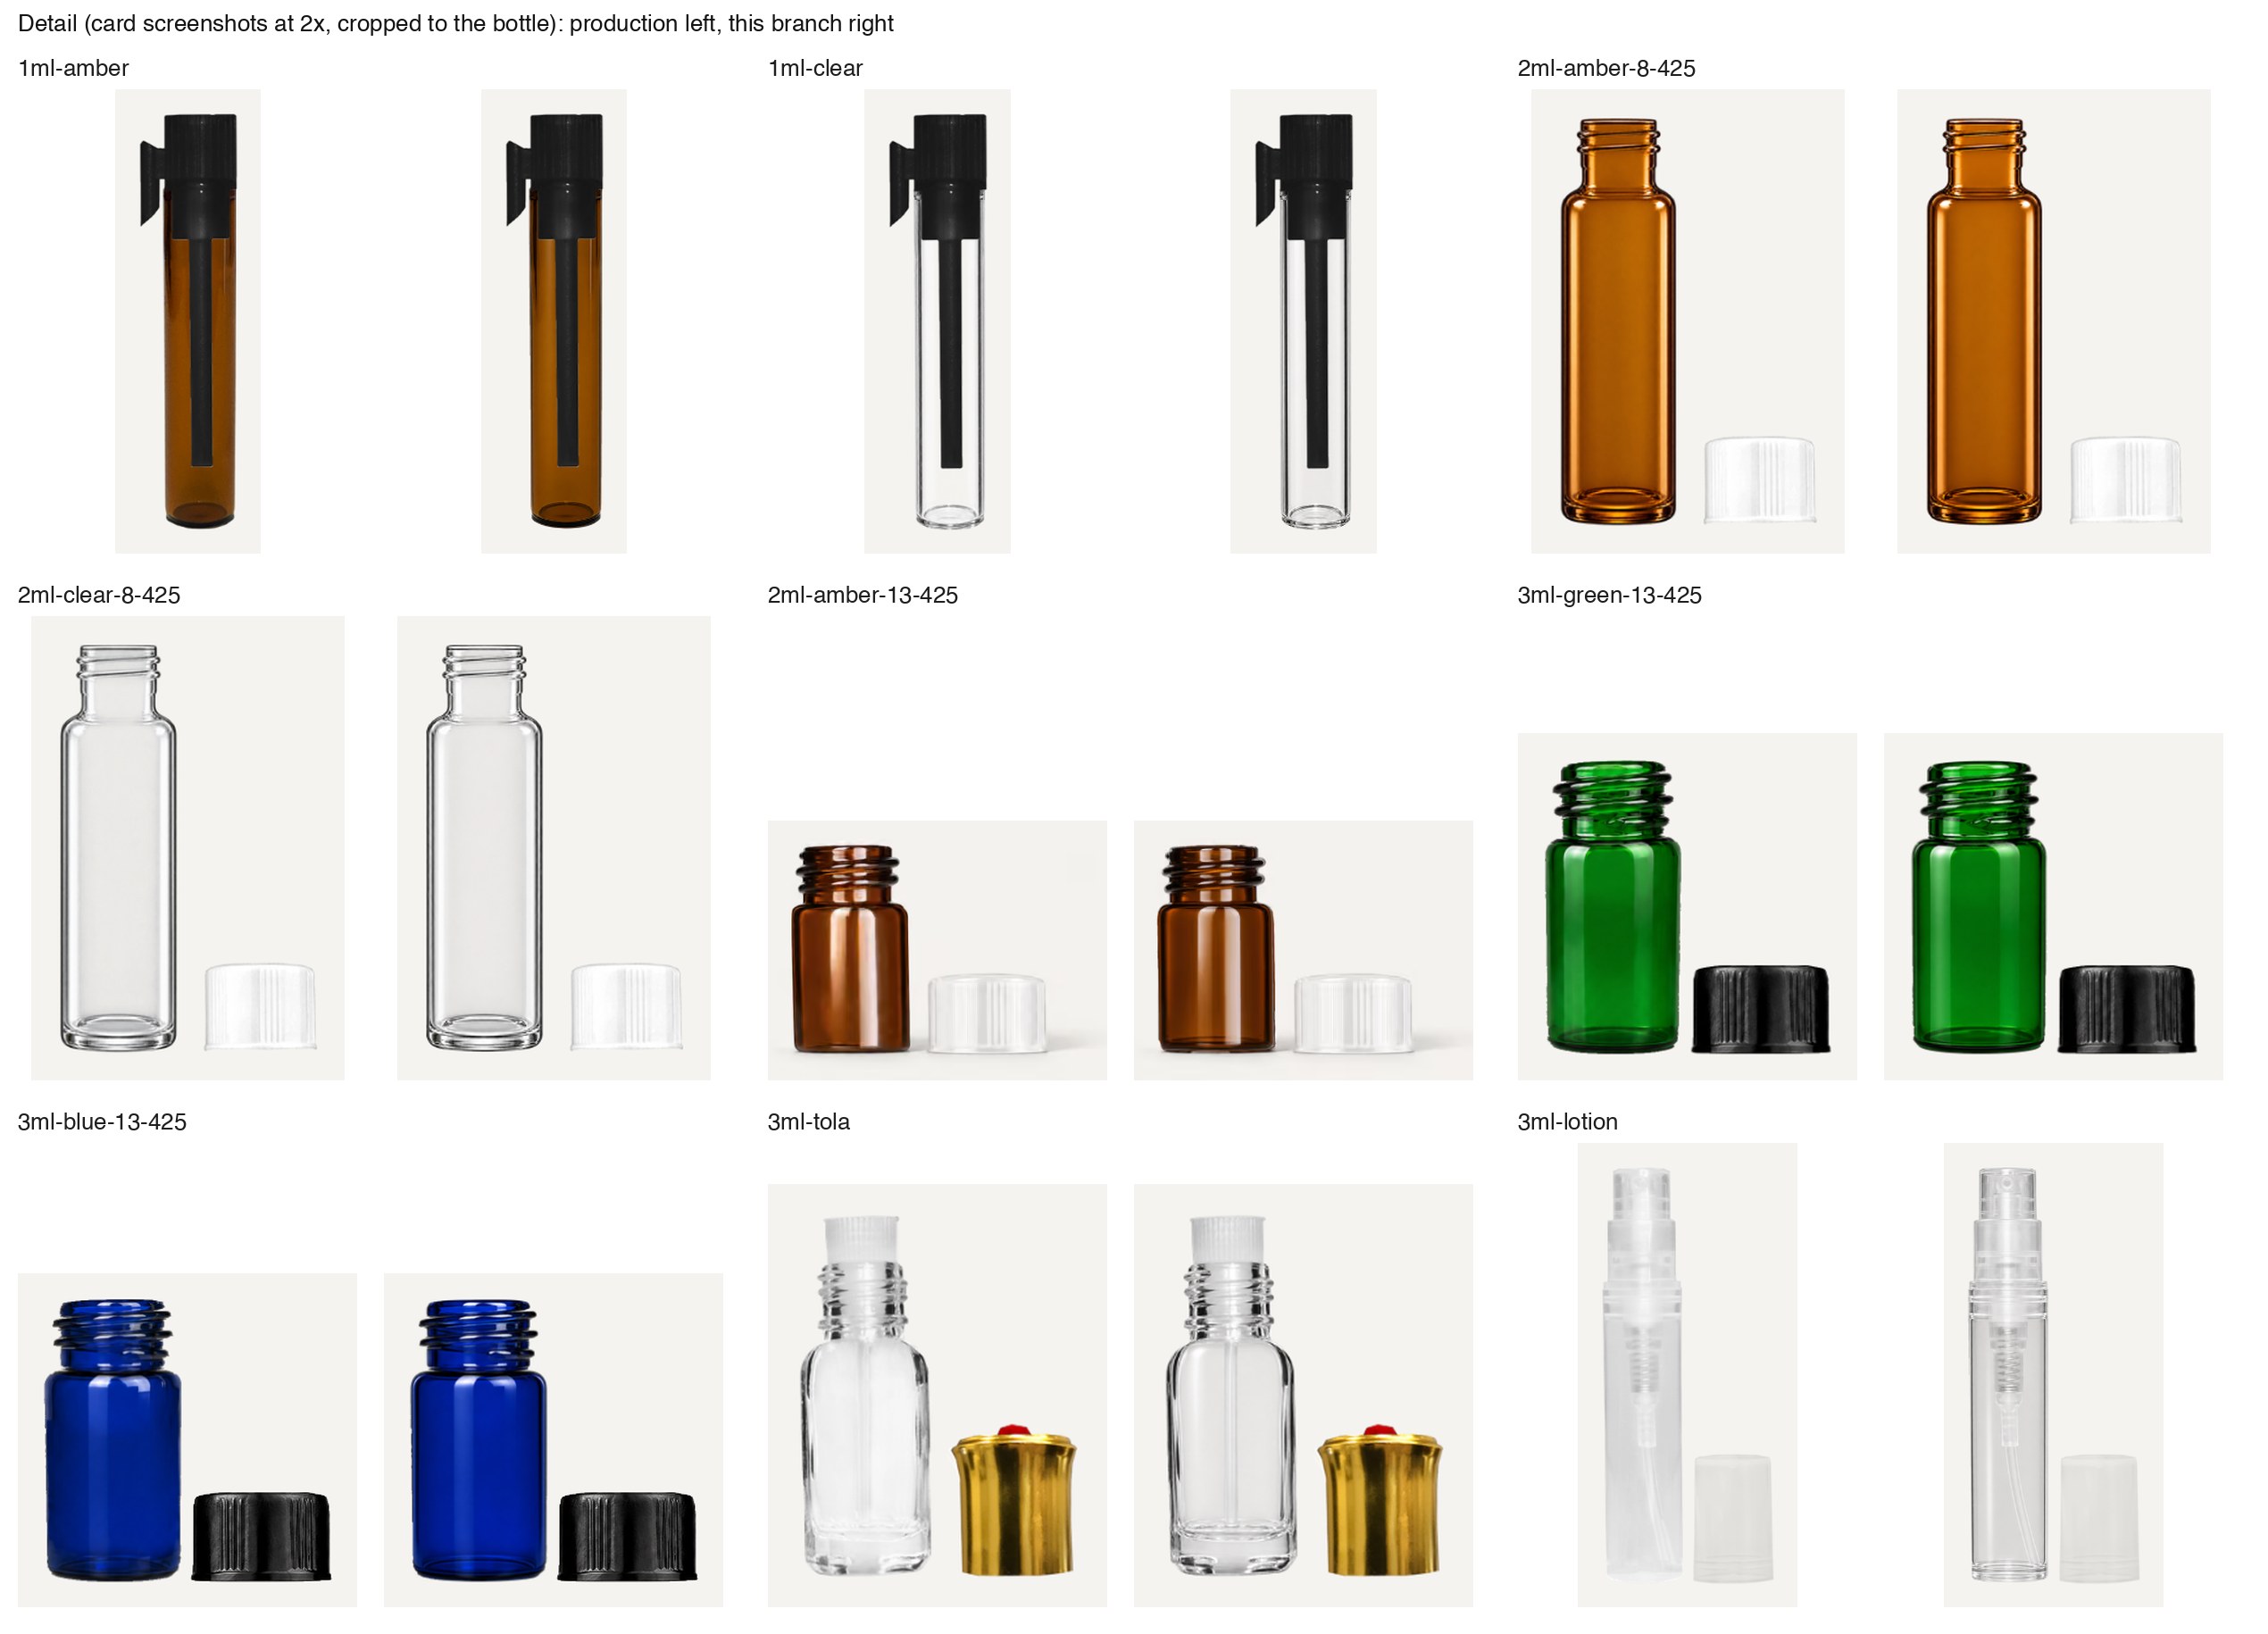 Detail (card screenshots at 2x, cropped to the bottle): production left, this branch right
1ml-amber
1ml-clear
2ml-amber-8-425
2ml-clear-8-425
2ml-amber-13-425
3ml-green-13-425
3ml-blue-13-425
3ml-tola
3ml-lotion